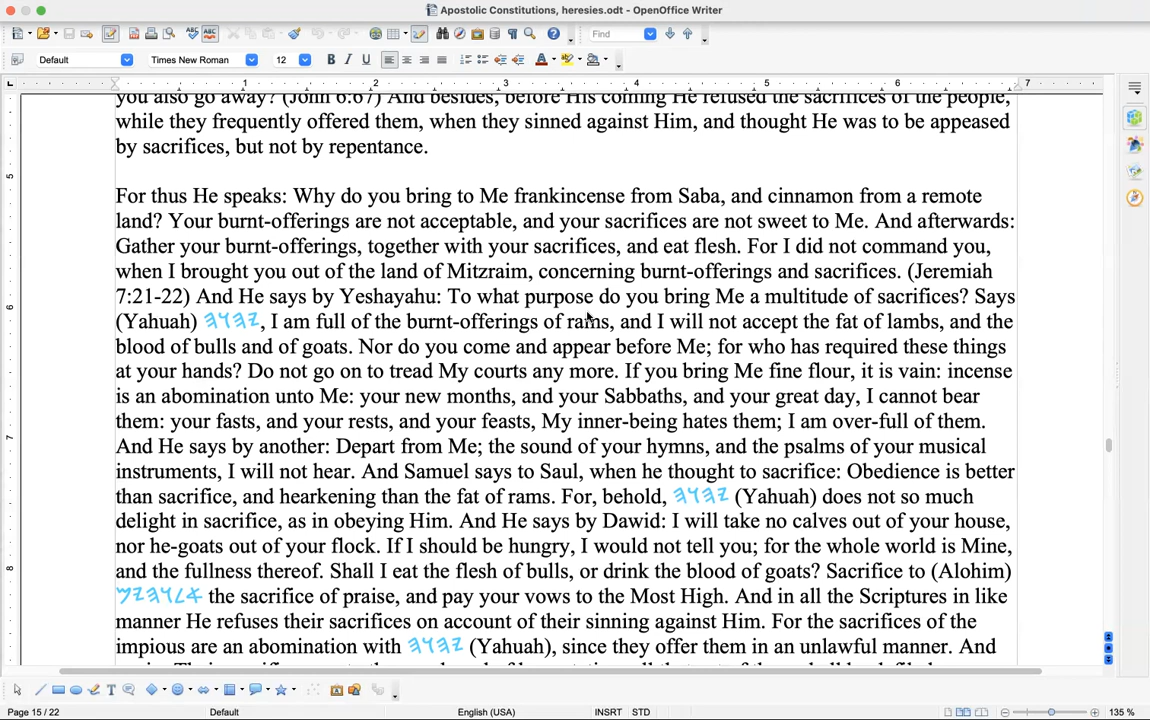 Apostolic Constitutions, heresies.odt - OpenOffice Writer
Find
Default Times New Roman 12 B I U
1 2 3 4 5 6 7
you also go away? (John 6:67) And besides, before His coming He refused the sacrifices of the people,
while they frequently offered them, when they sinned against Him, and thought He was to be appeased
by sacrifices, but not by repentance.
For thus He speaks: Why do you bring to Me frankincense from Saba, and cinnamon from a remote
land? Your burnt-offerings are not acceptable, and your sacrifices are not sweet to Me. And afterwards:
Gather your burnt-offerings, together with your sacrifices, and eat flesh. For I did not command you,
when I brought you out of the land of Mitzraim, concerning burnt-offerings and sacrifices. (Jeremiah
7:21-22) And He says by Yeshayahu: To what purpose do you bring Me a multitude of sacrifices? Says
(Yahuah) 𐤉𐤄𐤅𐤄, I am full of the burnt-offerings of rams, and I will not accept the fat of lambs, and the
blood of bulls and of goats. Nor do you come and appear before Me; for who has required these things
at your hands? Do not go on to tread My courts any more. If you bring Me fine flour, it is vain: incense
is an abomination unto Me: your new months, and your Sabbaths, and your great day, I cannot bear
them: your fasts, and your rests, and your feasts, My inner-being hates them; I am over-full of them.
And He says by another: Depart from Me; the sound of your hymns, and the psalms of your musical
instruments, I will not hear. And Samuel says to Saul, when he thought to sacrifice: Obedience is better
than sacrifice, and hearkening than the fat of rams. For, behold, 𐤉𐤄𐤅𐤄 (Yahuah) does not so much
delight in sacrifice, as in obeying Him. And He says by Dawid: I will take no calves out of your house,
nor he-goats out of your flock. If I should be hungry, I would not tell you; for the whole world is Mine,
and the fullness thereof. Shall I eat the flesh of bulls, or drink the blood of goats? Sacrifice to (Alohim)
𐤀𐤋𐤅𐤄𐤉𐤌 the sacrifice of praise, and pay your vows to the Most High. And in all the Scriptures in like
manner He refuses their sacrifices on account of their sinning against Him. For the sacrifices of the
impious are an abomination with 𐤉𐤄𐤅𐤄 (Yahuah), since they offer them in an unlawful manner. And
5
6
7
8
Page 15 / 22 Default English (USA) INSRT STD 135 %